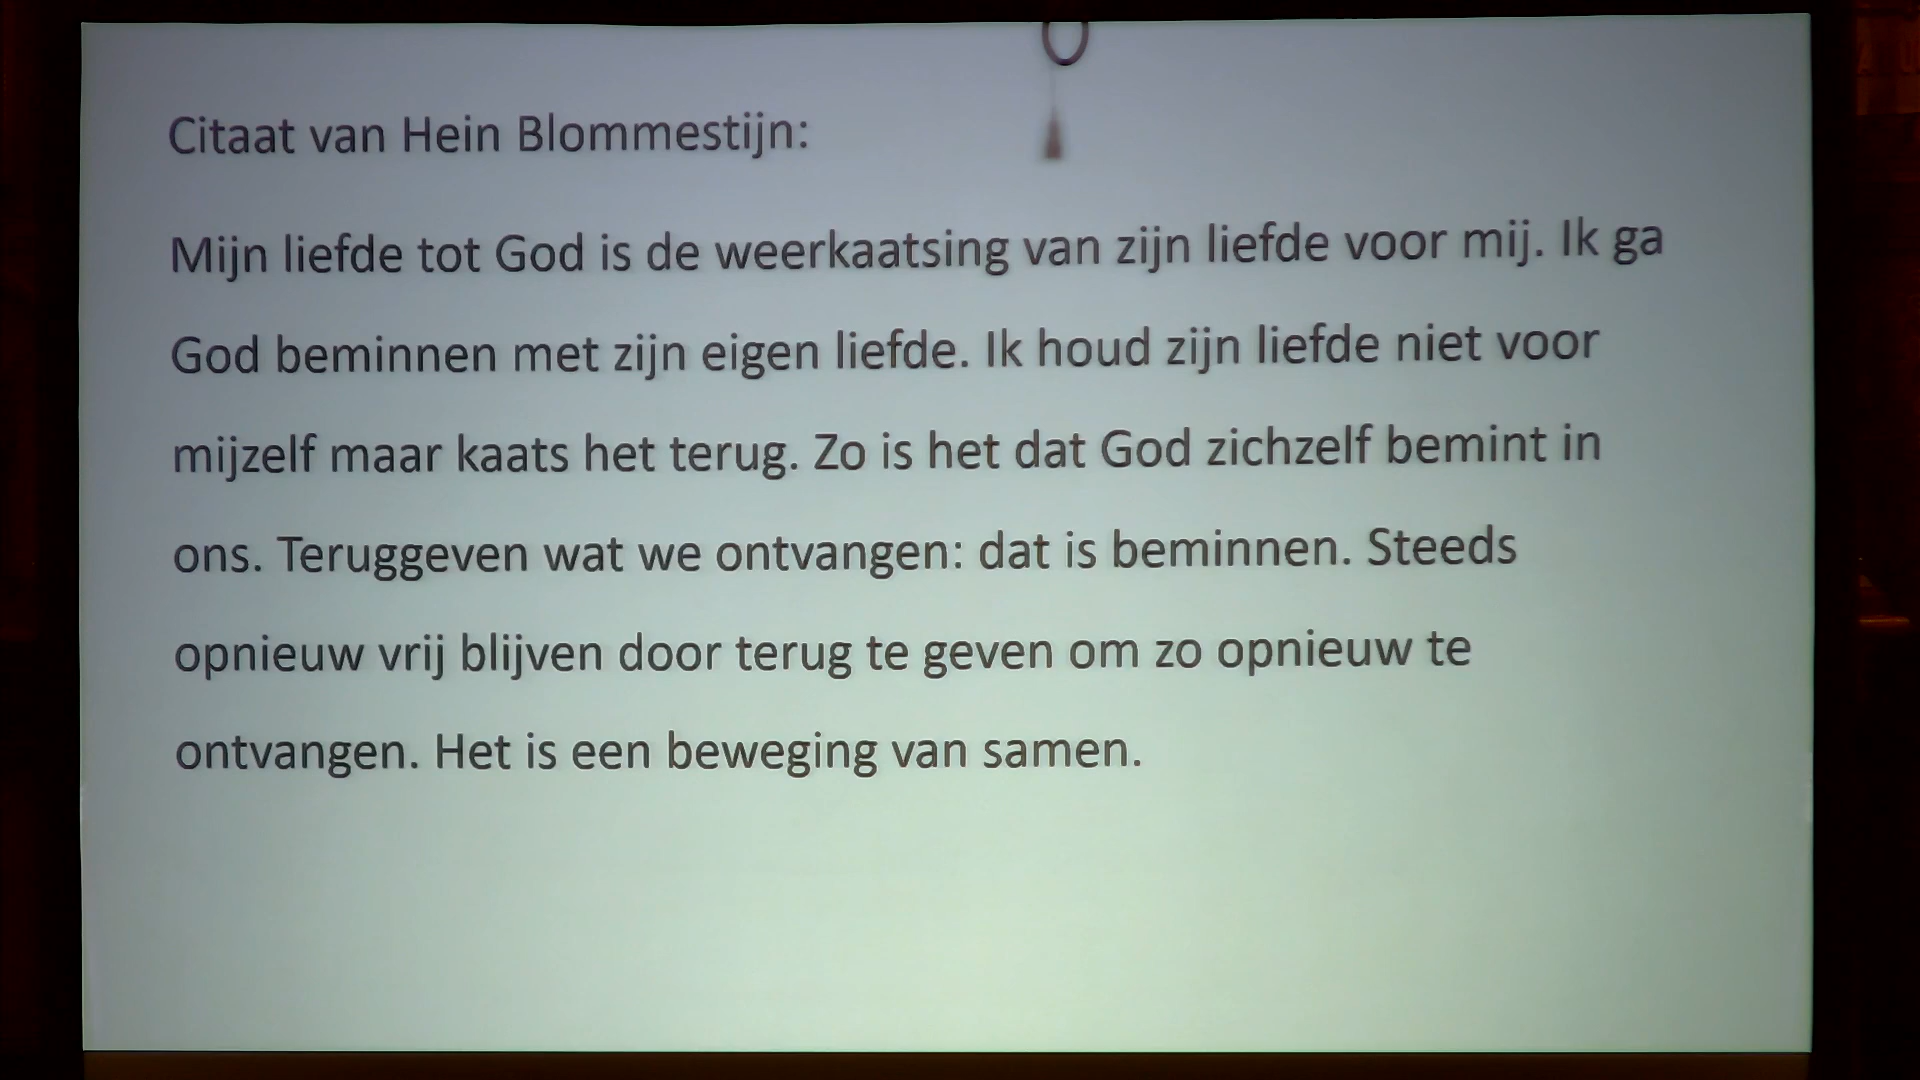 Citaat van Hein Blommestijn:
Mijn liefde tot God is de weerkaatsing van zijn liefde voor mij. Ik ga
God beminnen met zijn eigen liefde. Ik houd zijn liefde niet voor
mijzelf maar kaats het terug. Zo is het dat God zichzelf bemint in
ons. Teruggeven wat we ontvangen: dat is beminnen. Steeds
opnieuw vrij blijven door terug te geven om zo opnieuw te
ontvangen. Het is een beweging van samen.